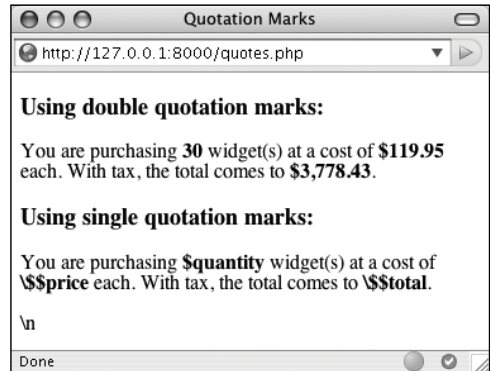 Quotation Marks
http://127.0.0.1:8000/quotes.php
Using double quotation marks:
You are purchasing 30 widget(s) at a cost of $119.95
each. With tax, the total comes to $3,778.43.
Using single quotation marks:
You are purchasing $quantity widget(s) at a cost of
\$$price each. With tax, the total comes to \$$total.
\n
Done